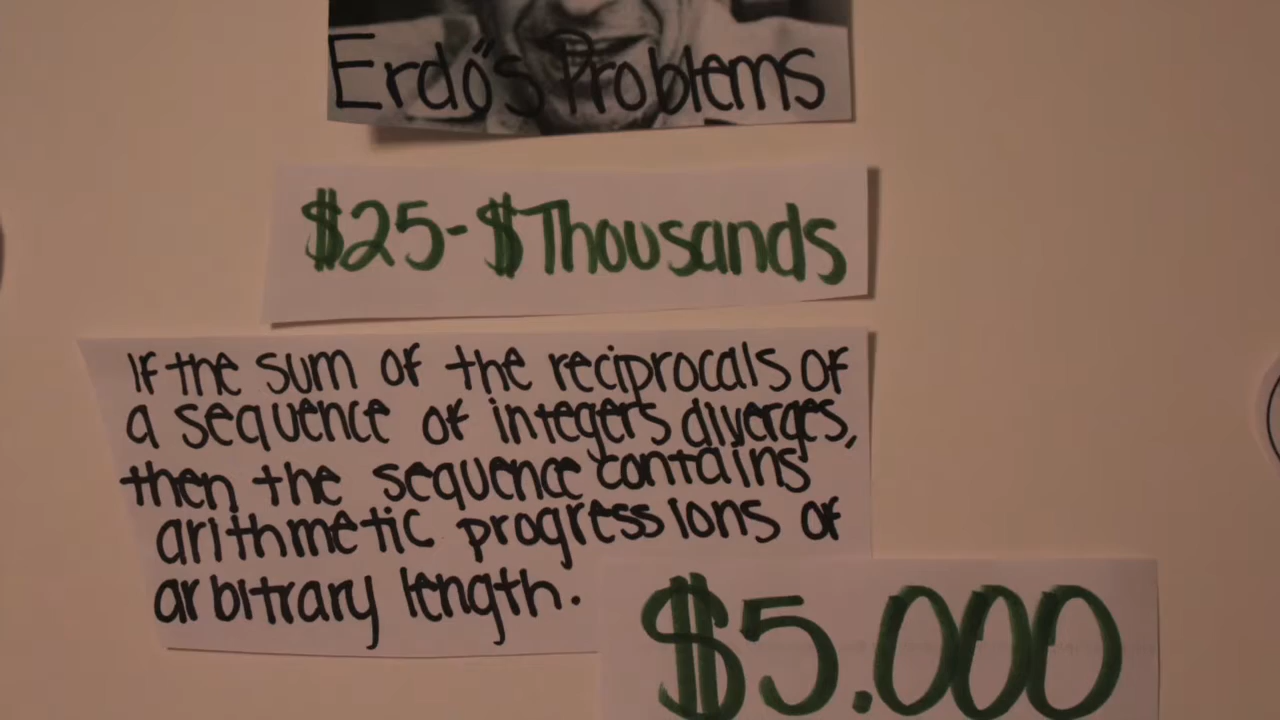 Erdő's Problems
$25-$Thousands
If the sum of the reciprocals of
a sequence of integers diverges,
then the sequence contains
arithmetic progressions of
arbitrary length.
$5.000